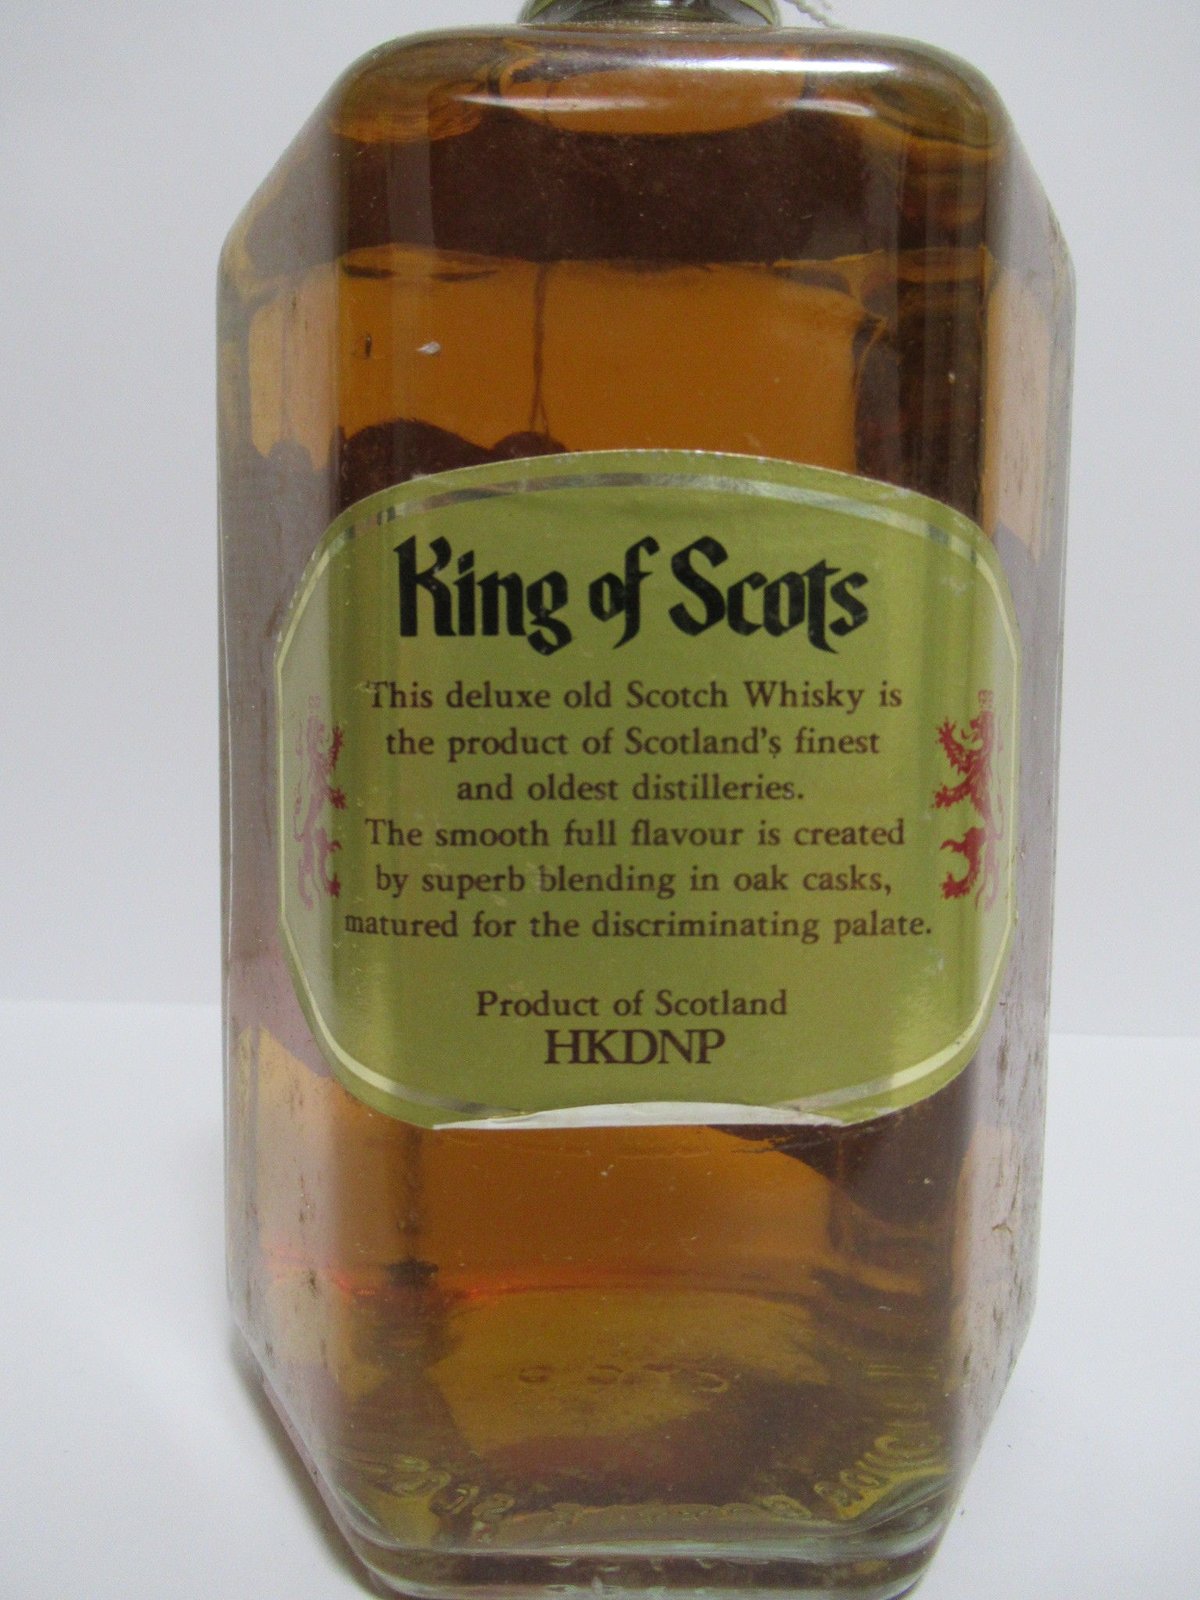 King of Scots
This deluxe old Scotch Whisky is
the product of Scotland's finest
and oldest distilleries.
The smooth full flavour is created
by superb blending in oak casks,
matured for the discriminating palate.
Product of Scotland
HKDNP